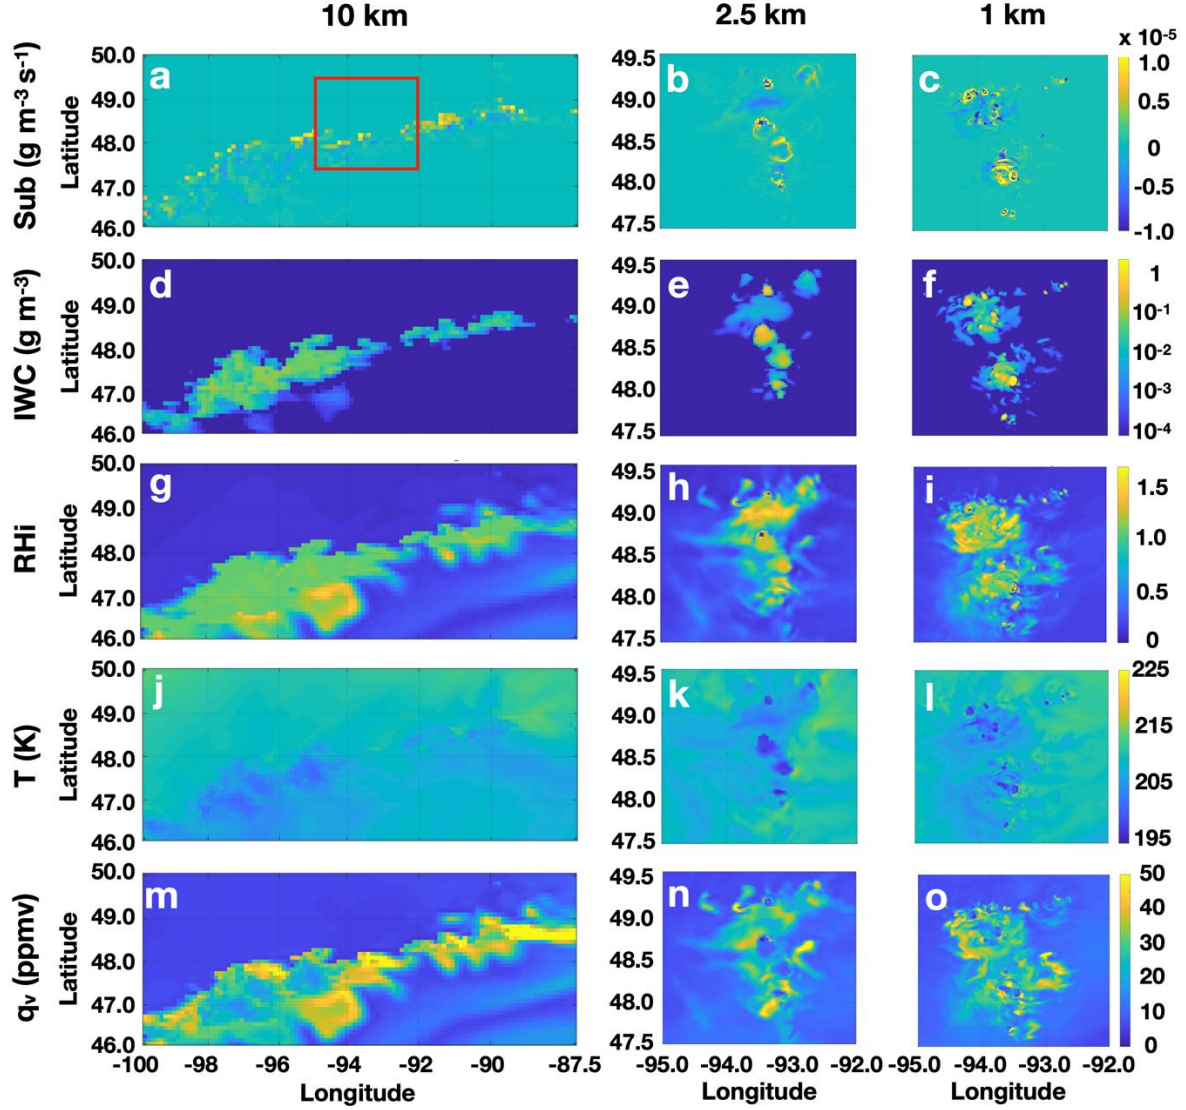 10 km 2.5 km 1 km
x 10-5
Sub (g m-3 s-1)
Latitude
50.0
49.0
48.0
47.0
46.0
a
49.5
49.0
48.5
48.0
47.5
b
c
1.0
0.5
0
-0.5
-1.0
IWC (g m-3)
Latitude
50.0
49.0
48.0
47.0
46.0
d
49.5
49.0
48.5
48.0
47.5
e
f
1
10-1
10-2
10-3
10-4
RHi
Latitude
50.0
49.0
48.0
47.0
46.0
g
49.5
49.0
48.5
48.0
47.5
h
i
1.5
1.0
0.5
0
T (K)
Latitude
50.0
49.0
48.0
47.0
46.0
j
49.5
49.0
48.5
48.0
47.5
k
l
225
215
205
195
qv (ppmv)
Latitude
50.0
49.0
48.0
47.0
46.0
m
49.5
49.0
48.5
48.0
47.5
n
o
50
40
30
20
10
0
-100 -98 -96 -94 -92 -90 -87.5
-95.0 -94.0 -93.0 -92.0
-95.0 -94.0 -93.0 -92.0
Longitude Longitude Longitude